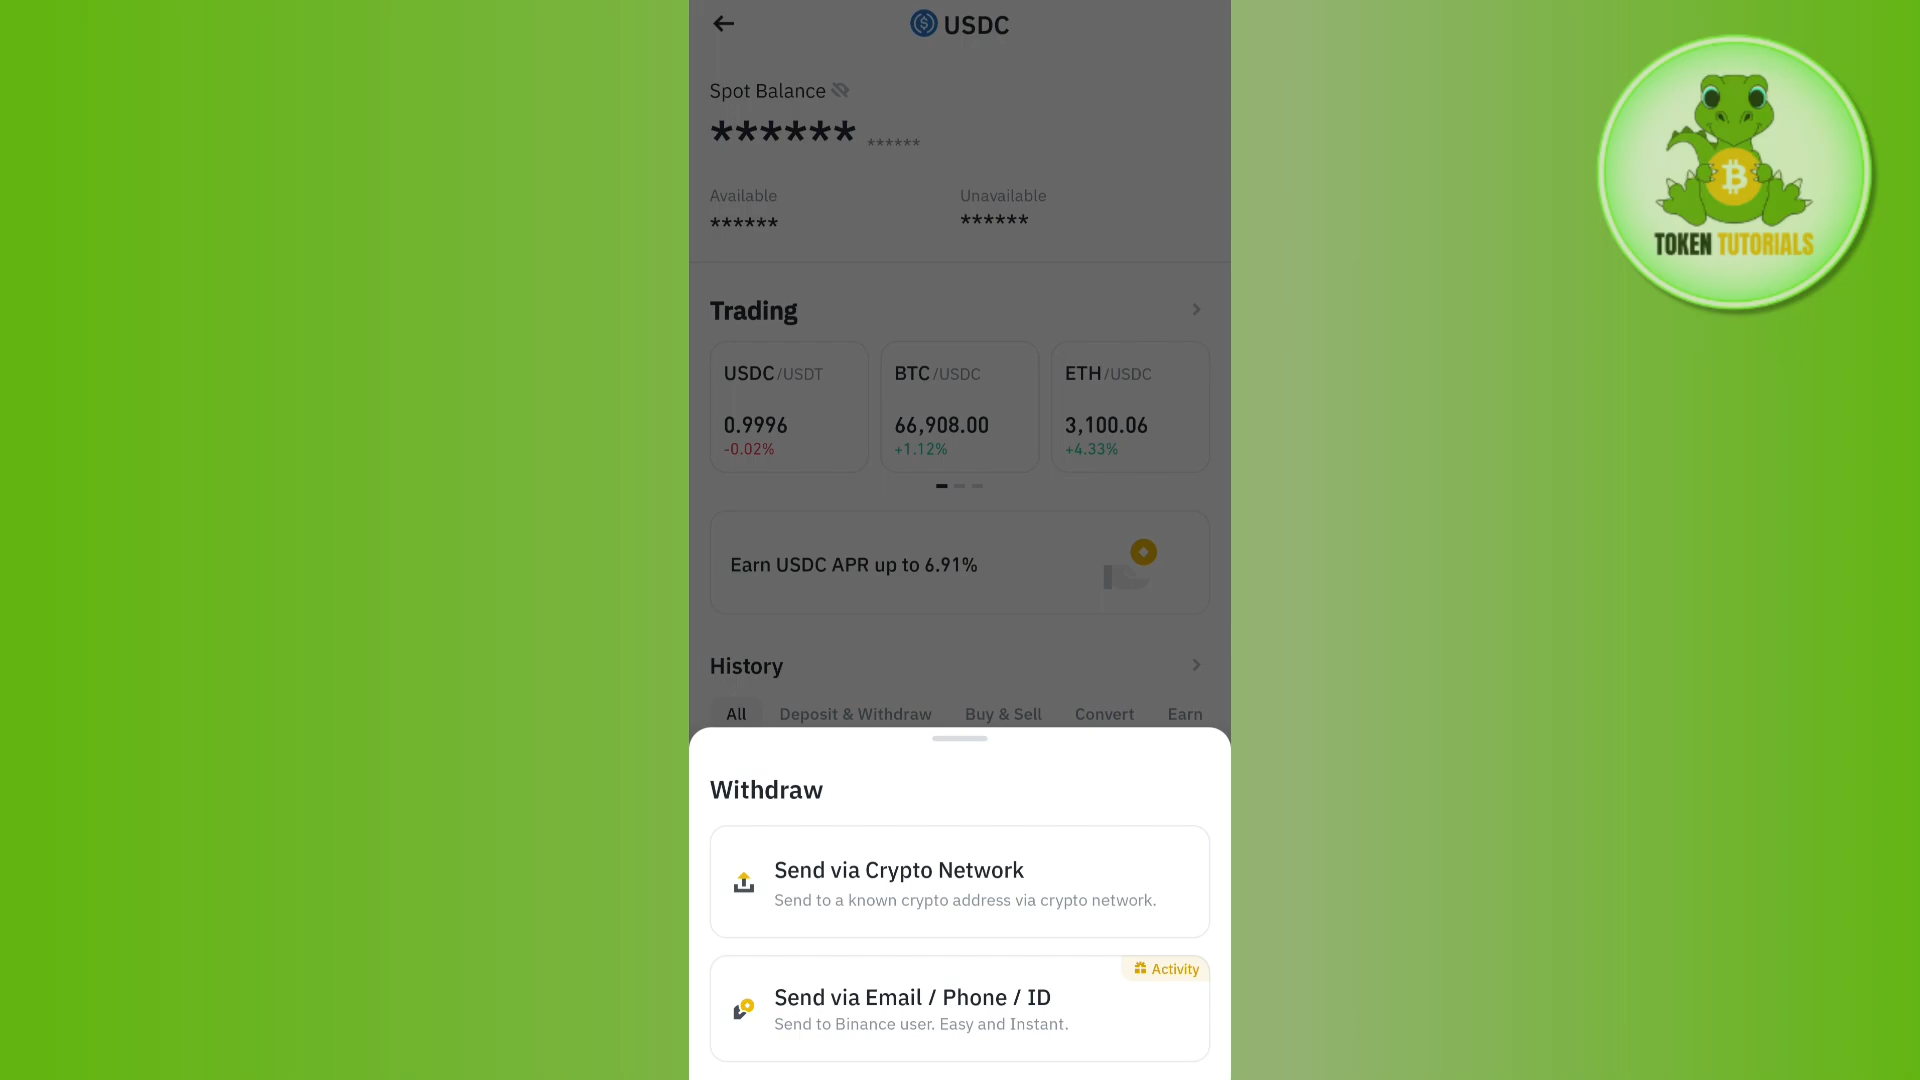 USDC
Spot Balance
****** ******
Available Unavailable
****** ******
Trading
USDC/USDT BTC/USDC ETH/USDC
0.9996 66,908.00 3,100.06
-0.02% +1.12% +4.33%
Earn USDC APR up to 6.91%
History
All Deposit & Withdraw Buy & Sell Convert Earn
Withdraw
Send via Crypto Network
Send to a known crypto address via crypto network.
Activity
Send via Email / Phone / ID
Send to Binance user. Easy and Instant.
TOKEN TUTORIALS